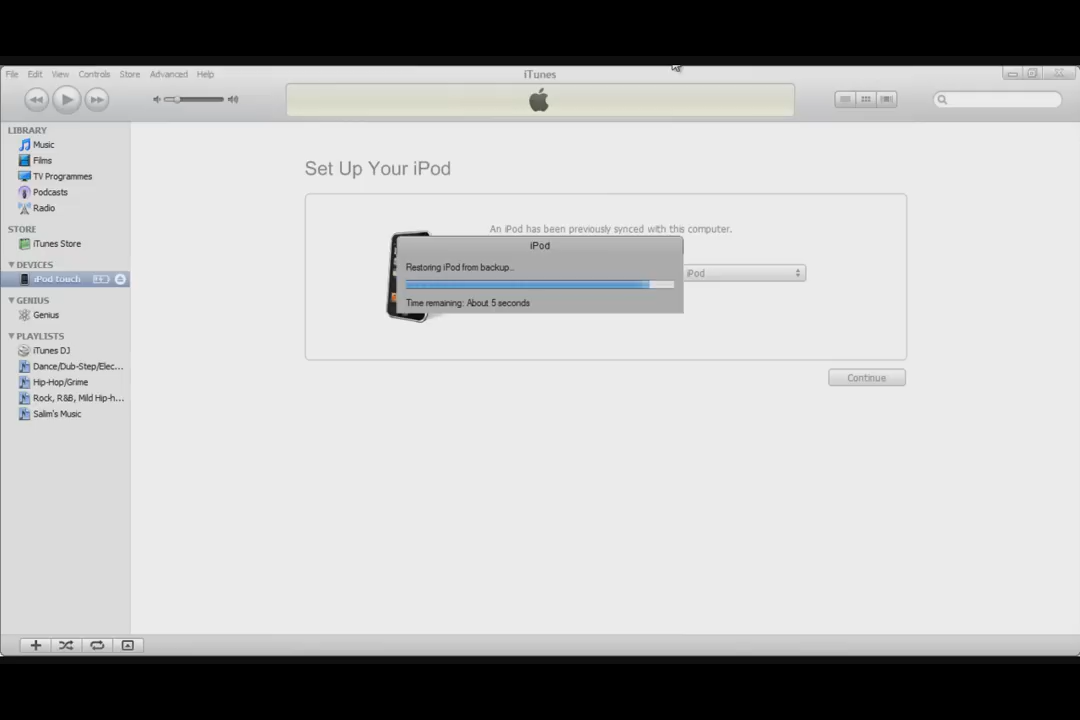 File Edit View Controls Store Advanced Help
iTunes
LIBRARY
Music
Films
TV Programmes
Podcasts
Radio
STORE
iTunes Store
DEVICES
iPod touch
GENIUS
Genius
PLAYLISTS
iTunes DJ
Dance/Dub-Step/Elec...
Hip-Hop/Grime
Rock, R&B, Mild Hip-h...
Salim's Music
Set Up Your iPod
An iPod has been previously synced with this computer.
iPod
Restoring iPod from backup...
Time remaining: About 5 seconds
iPod
Continue